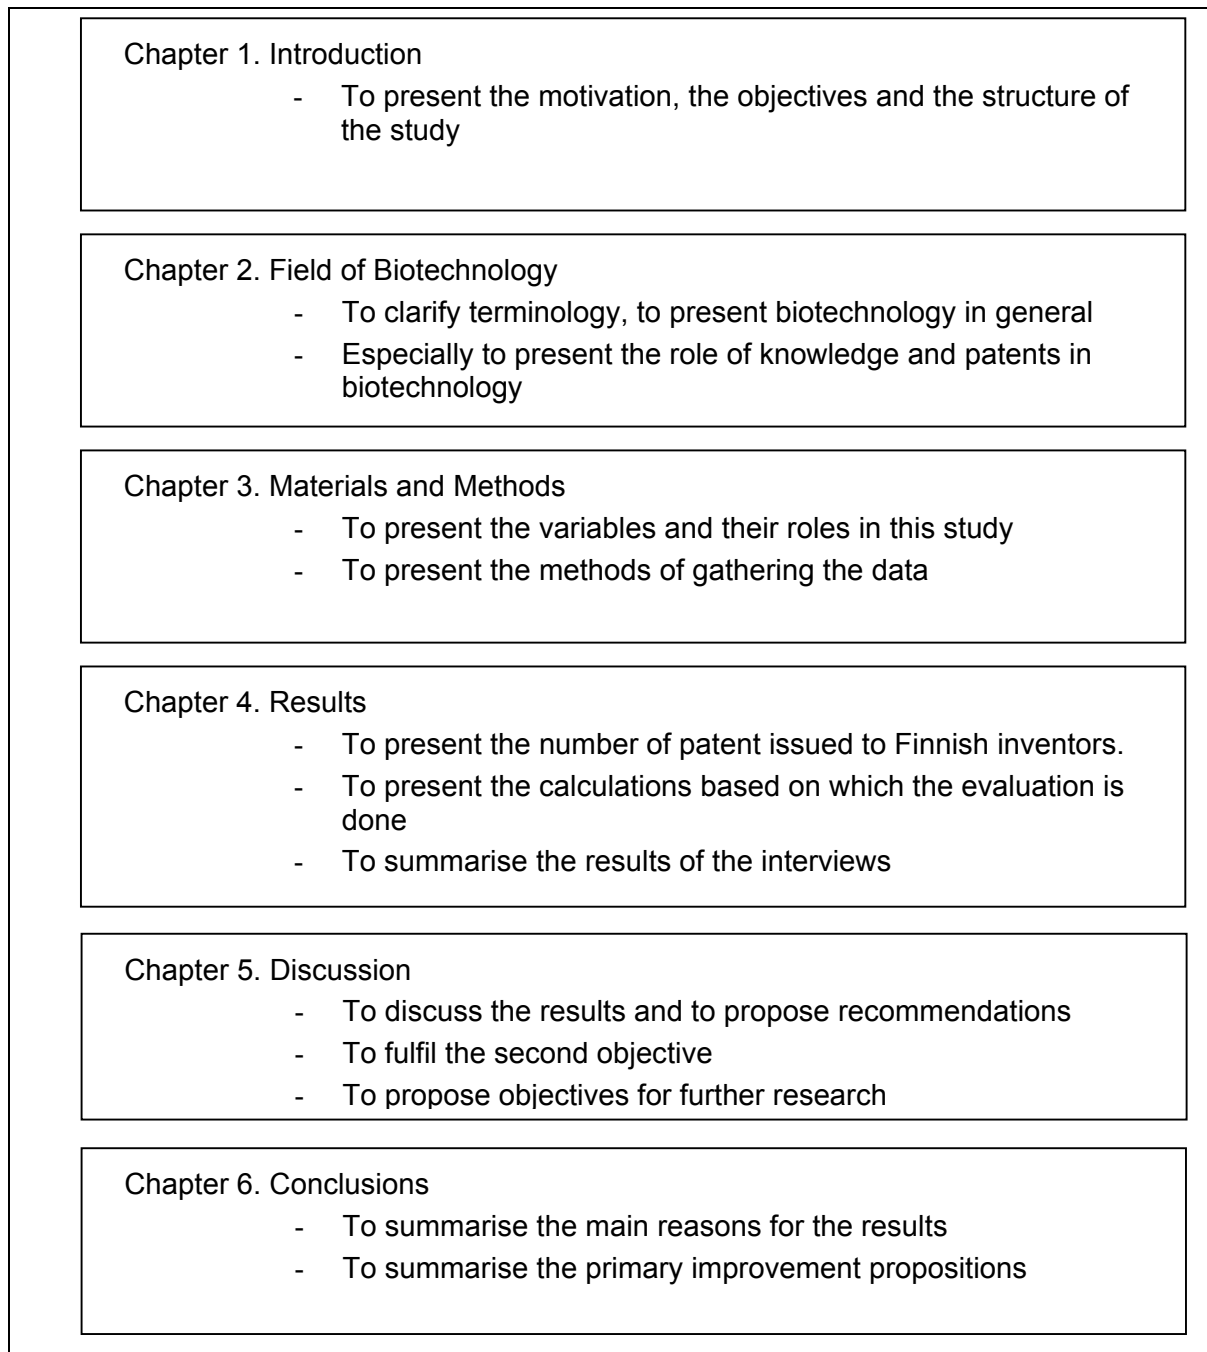 Chapter 1. Introduction
- To present the motivation, the objectives and the structure of
the study
Chapter 2. Field of Biotechnology
- To clarify terminology, to present biotechnology in general
- Especially to present the role of knowledge and patents in
biotechnology
Chapter 3. Materials and Methods
- To present the variables and their roles in this study
- To present the methods of gathering the data
Chapter 4. Results
- To present the number of patent issued to Finnish inventors.
- To present the calculations based on which the evaluation is
done
- To summarise the results of the interviews
Chapter 5. Discussion
- To discuss the results and to propose recommendations
- To fulfil the second objective
- To propose objectives for further research
Chapter 6. Conclusions
- To summarise the main reasons for the results
- To summarise the primary improvement propositions